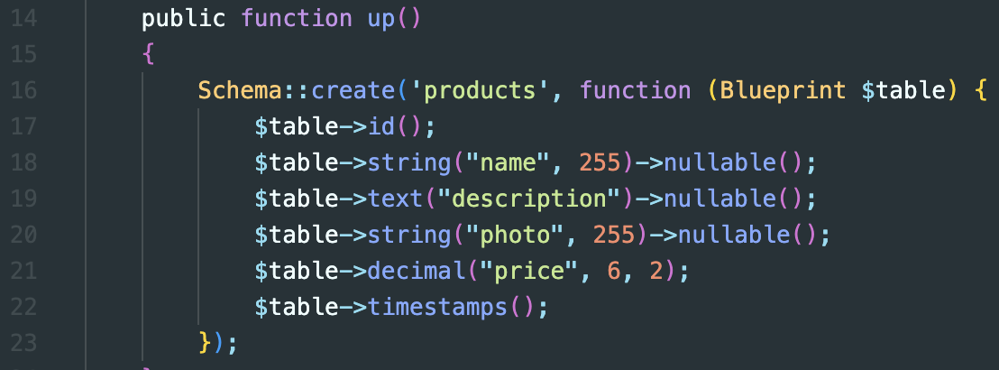 14 public function up()
15 {
16 Schema::create('products', function (Blueprint $table) {
17 $table->id();
18 $table->string("name", 255)->nullable();
19 $table->text("description")->nullable();
20 $table->string("photo", 255)->nullable();
21 $table->decimal("price", 6, 2);
22 $table->timestamps();
23 });